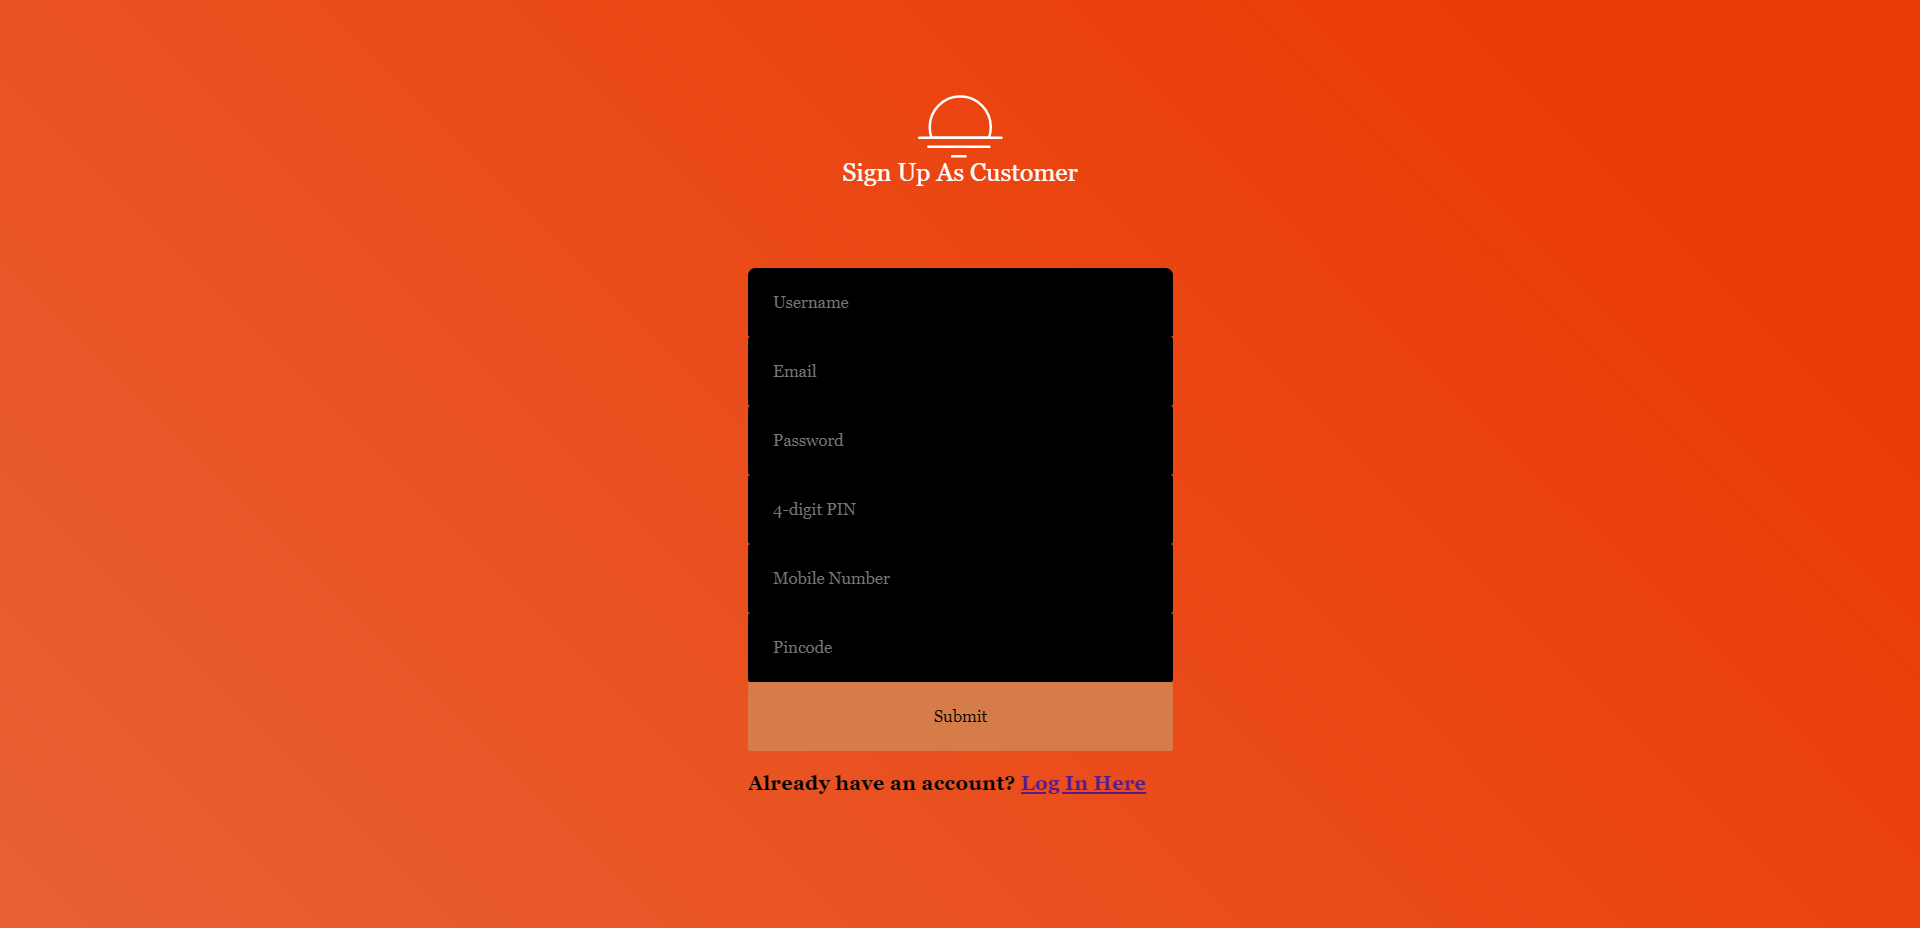 Sign Up As Customer
Username
Email
Password
4-digit PIN
Mobile Number
Pincode
Submit
Already have an account? Log In Here